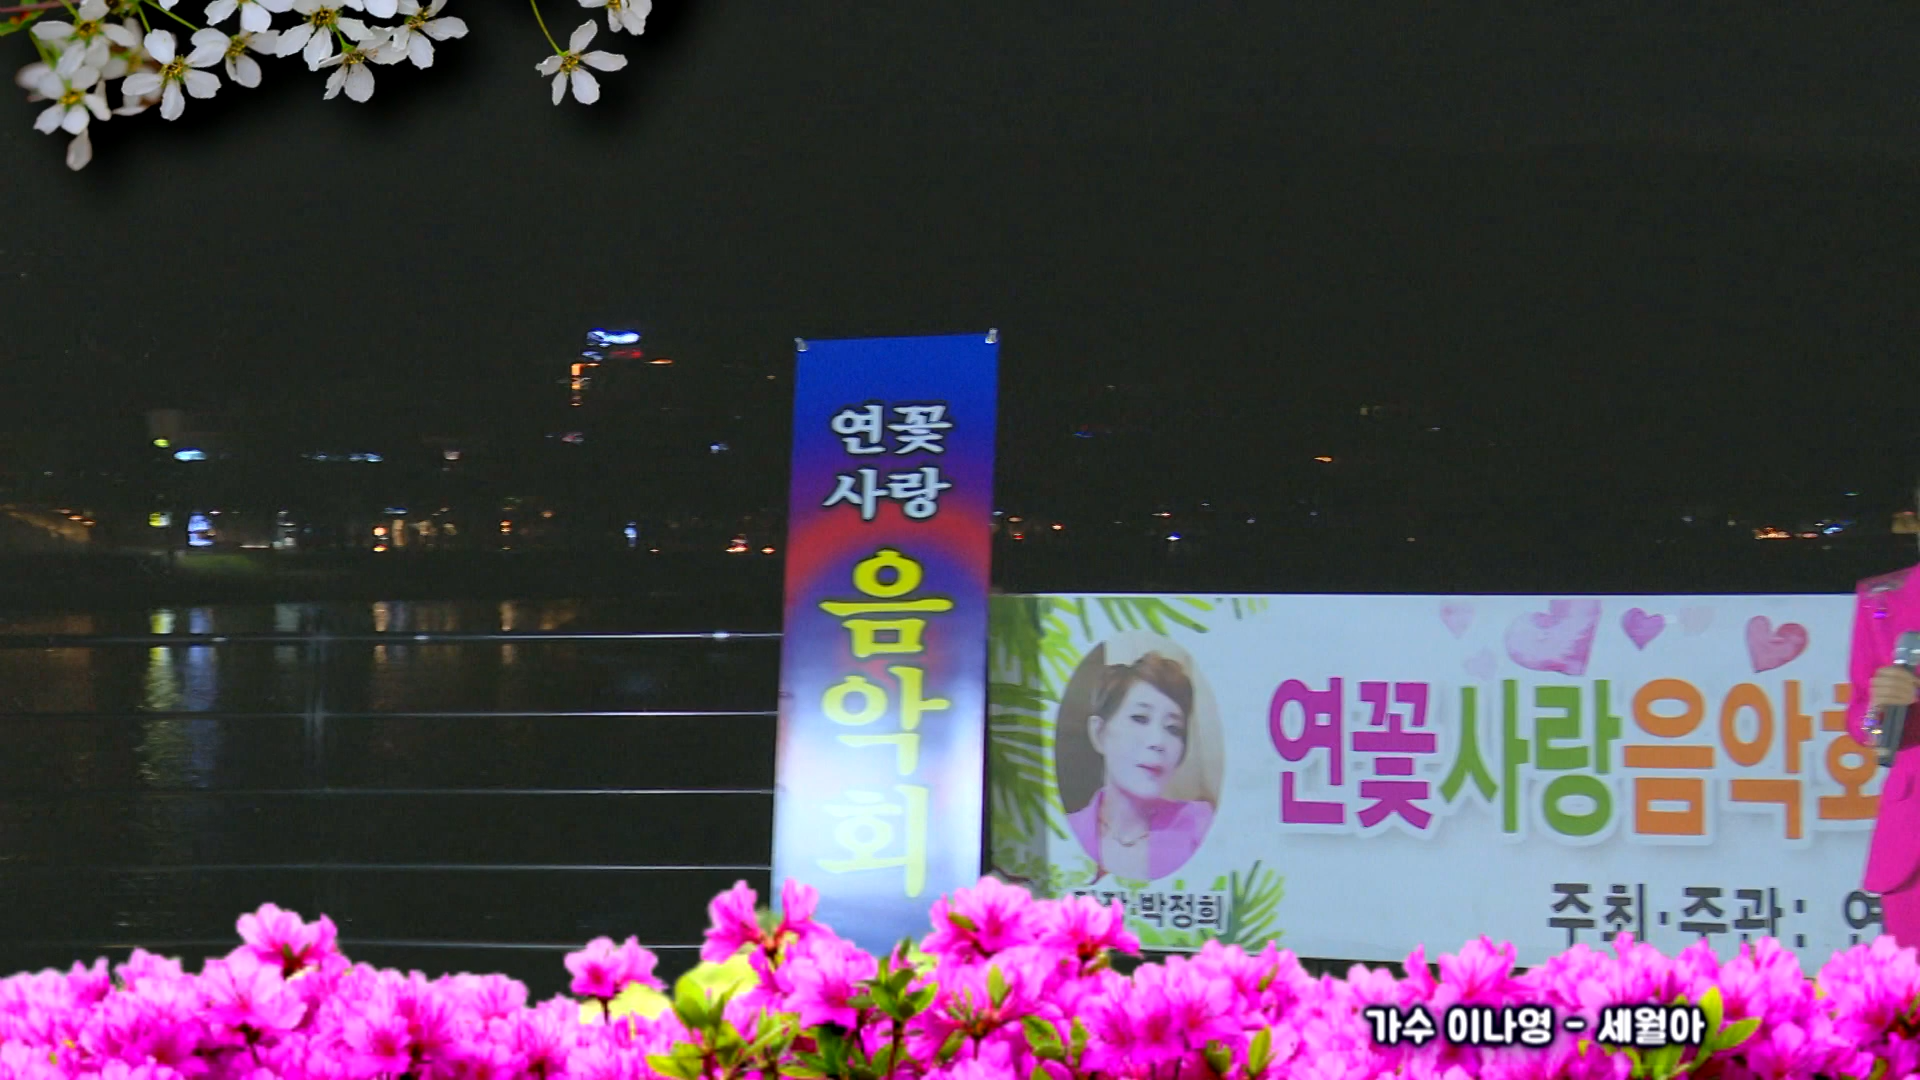 연꽃
사랑
음악회
연꽃사랑음악회
박정희
주최·주관: 연
가수 이나영 - 세월아